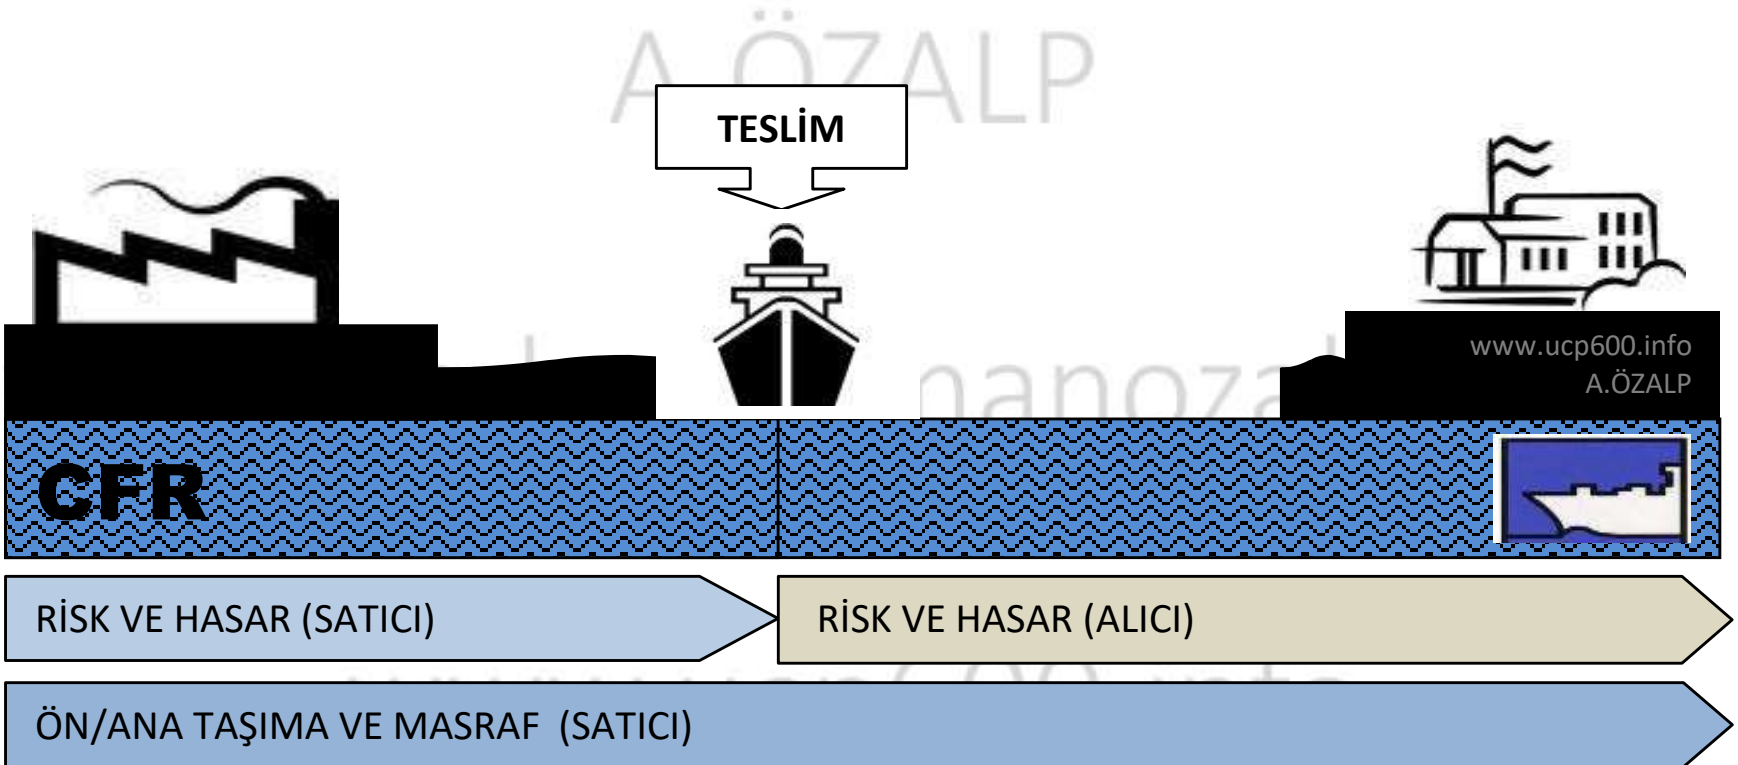 A.ÖZALP
TESLİM
www.ucp600.info
A.ÖZALP
CFR
RİSK VE HASAR (SATICI)
RİSK VE HASAR (ALICI)
ÖN/ANA TAŞIMA VE MASRAF (SATICI)